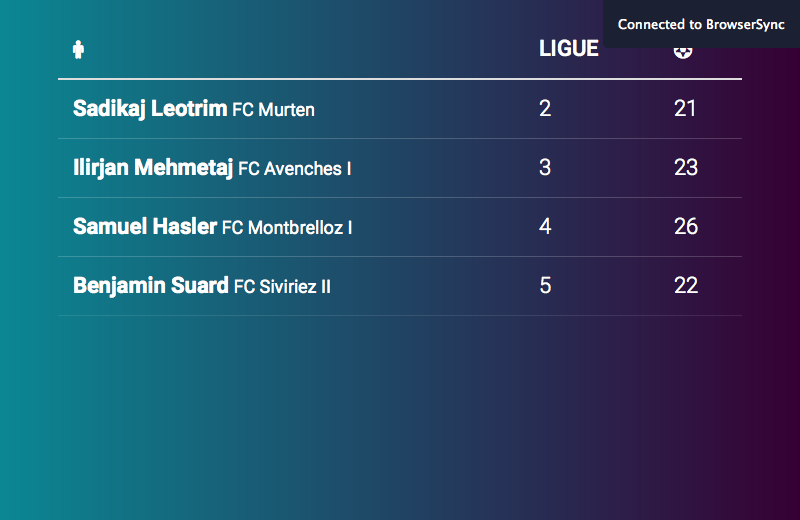 Connected to BrowserSync
LIGUE
Sadikaj Leotrim FC Murten 2 21
Ilirjan Mehmetaj FC Avenches I 3 23
Samuel Hasler FC Montbrelloz I 4 26
Benjamin Suard FC Siviriez II 5 22